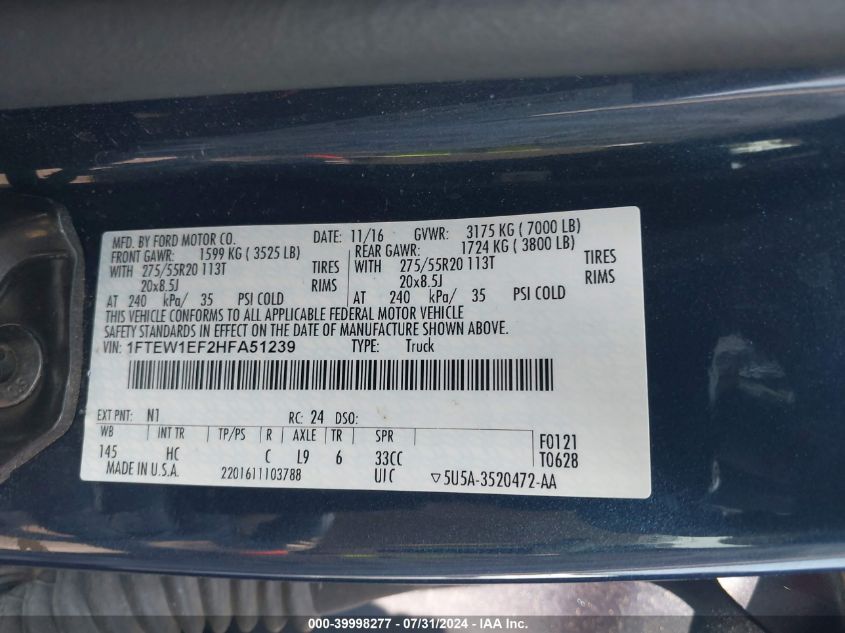 MFD. BY FORD MOTOR CO. DATE: 11/16 GVWR: 3175 KG ( 7000 LB)
FRONT GAWR: 1599 KG ( 3525 LB) REAR GAWR: 1724 KG ( 3800 LB)
WITH 275/55R20 113T TIRES WITH 275/55R20 113T TIRES
20x8.5J RIMS 20x8.5J RIMS
AT 240 kPa/ 35 PSI COLD AT 240 kPa/ 35 PSI COLD
THIS VEHICLE CONFORMS TO ALL APPLICABLE FEDERAL MOTOR VEHICLE
SAFETY STANDARDS IN EFFECT ON THE DATE OF MANUFACTURE SHOWN ABOVE.
VIN: 1FTEW1EF2HFA51239 TYPE: Truck
EXT PNT: N1 RC: 24 DSO:
WB INT TR TP/PS R AXLE TR SPR F0121
145 HC C L9 6 33CC T0628
MADE IN U.S.A. 2201611103788 UIC ▽5U5A-3520472-AA
000-39998277 - 07/31/2024 - IAA Inc.